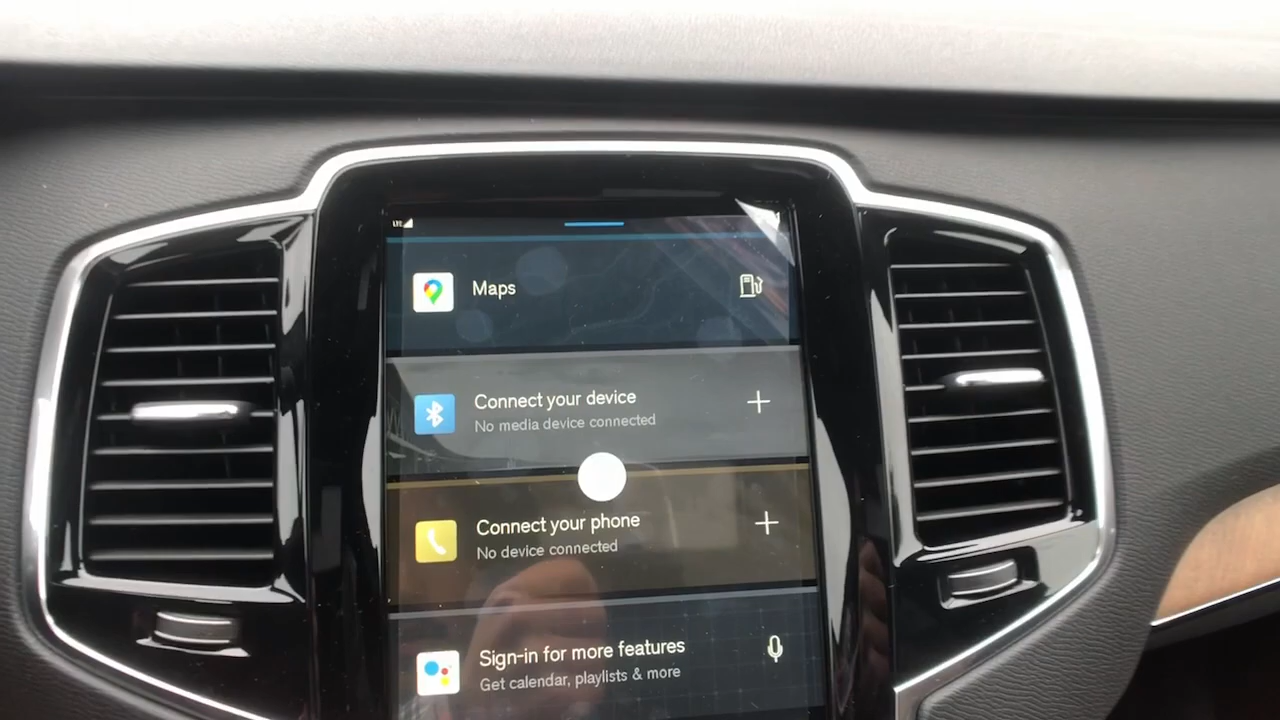 LTE
Maps
Connect your device
No media device connected
Connect your phone
No device connected
Sign-in for more features
Get calendar, playlists & more